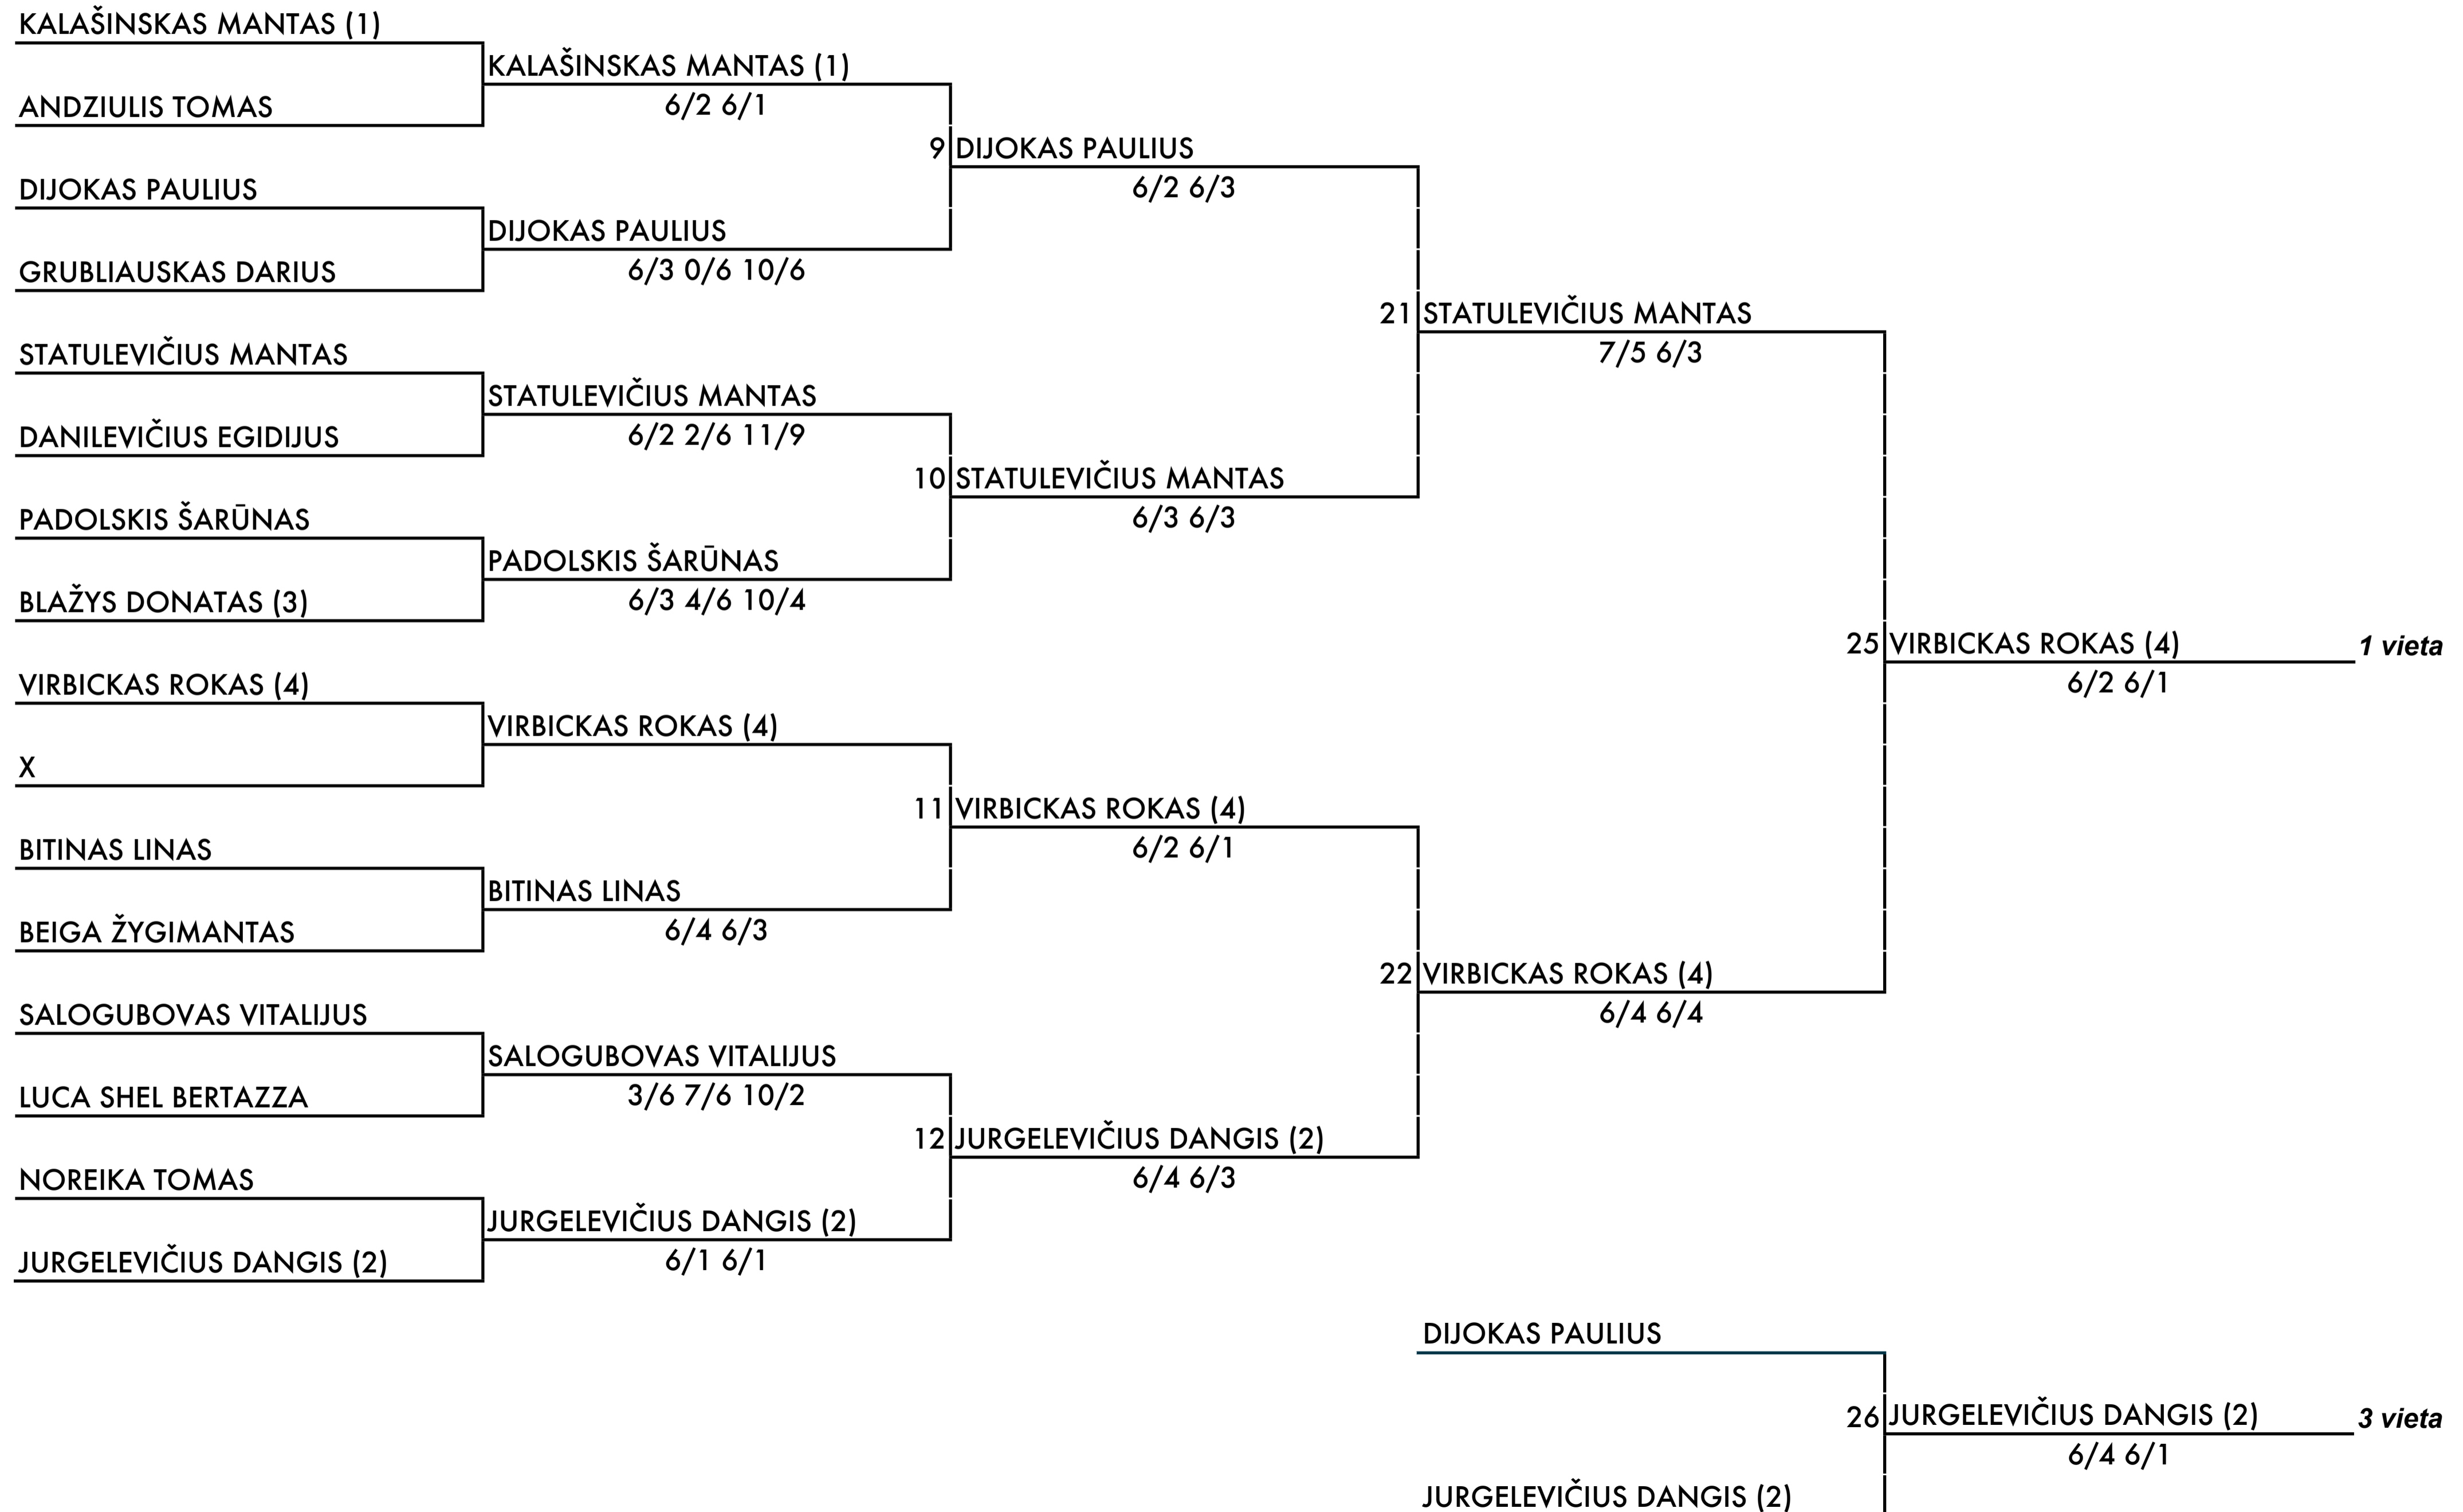 KALAŠINSKAS MANTAS (1)
KALAŠINSKAS MANTAS (1)
ANDZIULIS TOMAS
6/2 6/1
9 DIJOKAS PAULIUS
DIJOKAS PAULIUS
6/2 6/3
DIJOKAS PAULIUS
GRUBLIAUSKAS DARIUS
6/3 0/6 10/6
21 STATULEVIČIUS MANTAS
STATULEVIČIUS MANTAS
7/5 6/3
STATULEVIČIUS MANTAS
DANILEVIČIUS EGIDIJUS
6/2 2/6 11/9
10 STATULEVIČIUS MANTAS
PADOLSKIS ŠARŪNAS
6/3 6/3
PADOLSKIS ŠARŪNAS
BLAŽYS DONATAS (3)
6/3 4/6 10/4
25 VIRBICKAS ROKAS (4) 1 vieta
VIRBICKAS ROKAS (4)
6/2 6/1
VIRBICKAS ROKAS (4)
X
11 VIRBICKAS ROKAS (4)
BITINAS LINAS
6/2 6/1
BITINAS LINAS
BEIGA ŽYGIMANTAS
6/4 6/3
22 VIRBICKAS ROKAS (4)
SALOGUBOVAS VITALIJUS
6/4 6/4
SALOGUBOVAS VITALIJUS
LUCA SHEL BERTAZZA
3/6 7/6 10/2
12 JURGELEVIČIUS DANGIS (2)
NOREIKA TOMAS
6/4 6/3
JURGELEVIČIUS DANGIS (2)
JURGELEVIČIUS DANGIS (2)
6/1 6/1
DIJOKAS PAULIUS
26 JURGELEVIČIUS DANGIS (2) 3 vieta
6/4 6/1
JURGELEVIČIUS DANGIS (2)